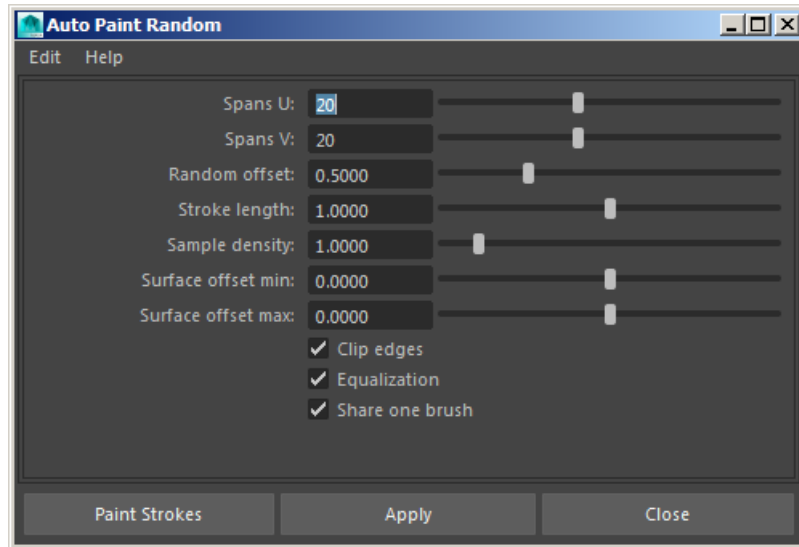 Auto Paint Random
Edit Help
Spans U: 20
Spans V: 20
Random offset: 0.5000
Stroke length: 1.0000
Sample density: 1.0000
Surface offset min: 0.0000
Surface offset max: 0.0000
Clip edges
Equalization
Share one brush
Paint Strokes Apply Close